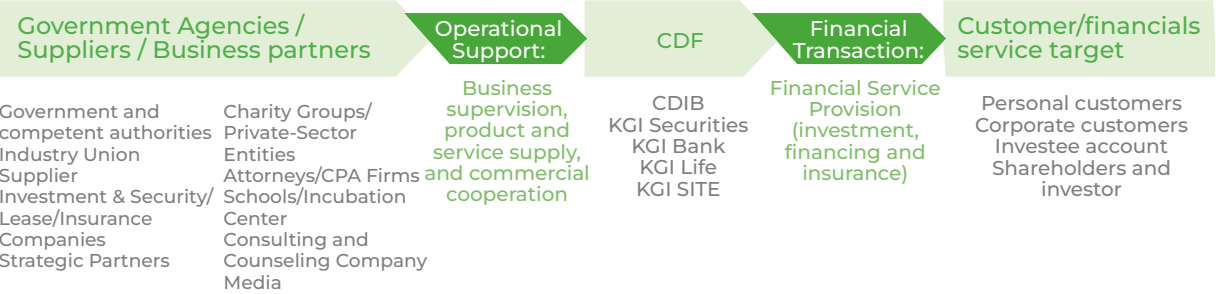 Government Agencies /
Suppliers / Business partners
Government and
competent authorities
Industry Union
Supplier
Investment & Security/
Lease/Insurance
Companies
Strategic Partners
Charity Groups/
Private-Sector
Entities
Attorneys/CPA Firms
Schools/Incubation
Center
Consulting and
Counseling Company
Media
Operational
Support:
Business
supervision,
product and
service supply,
and commercial
cooperation
CDF
CDIB
KGI Securities
KGI Bank
KGI Life
KGI SITE
Financial
Transaction:
Financial Service
Provision
(investment,
financing and
insurance)
Customer/financials
service target
Personal customers
Corporate customers
Investee account
Shareholders and
investor